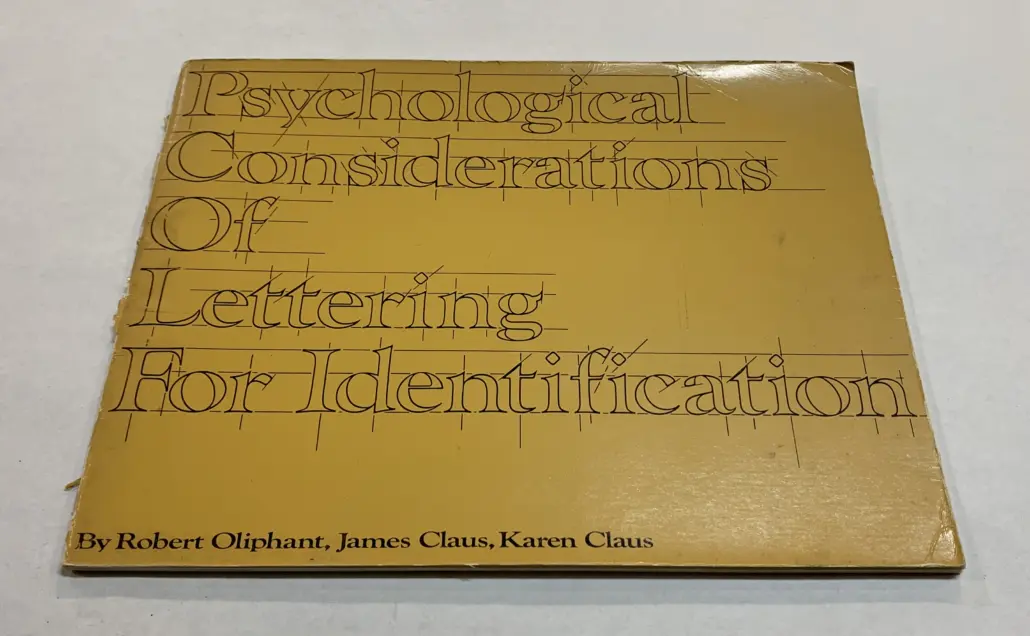 Psychological
Considerations
Of
Lettering
For Identification
By Robert Oliphant, James Claus, Karen Claus